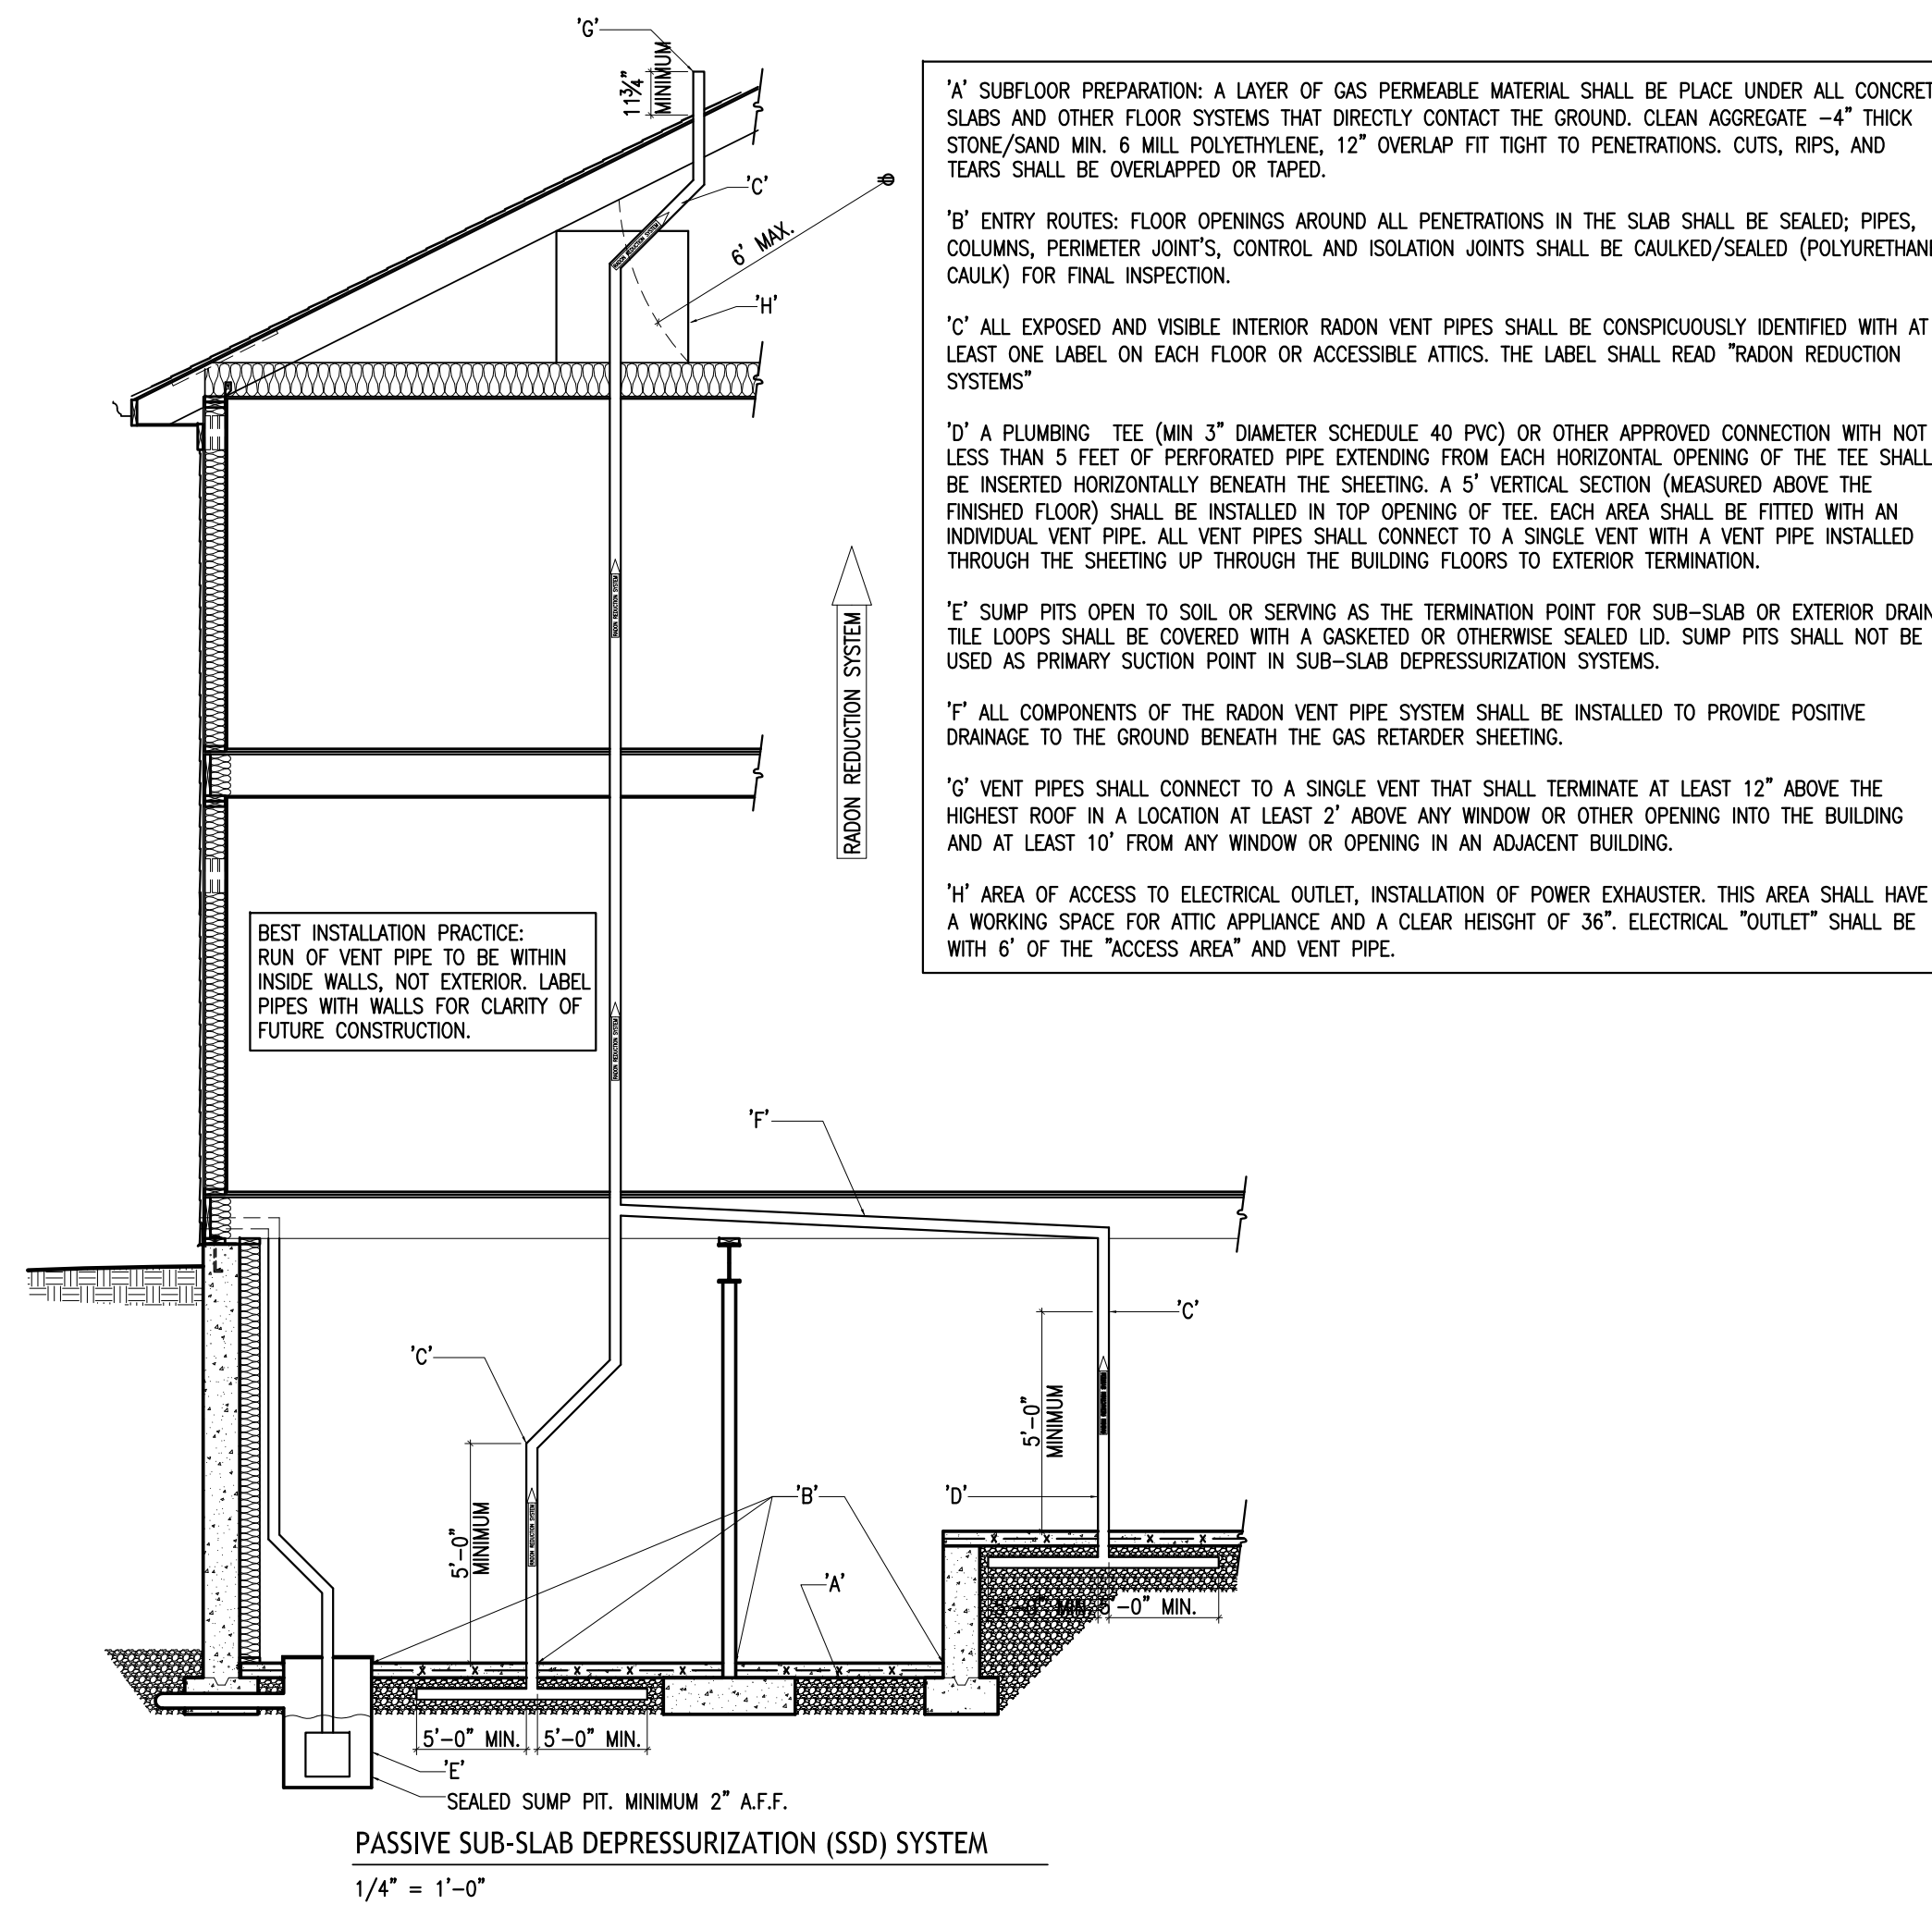 'G'
11¾" MINIMUM
'C'
6' MAX.
'H'
'A' SUBFLOOR PREPARATION: A LAYER OF GAS PERMEABLE MATERIAL SHALL BE PLACE UNDER ALL
SLABS AND OTHER FLOOR SYSTEMS THAT DIRECTLY CONTACT THE GROUND. CLEAN AGGREGATE -4" THICK
STONE/SAND MIN. 6 MILL POLYETHYLENE, 12" OVERLAP FIT TIGHT TO PENETRATIONS. CUTS, RIPS, AND
TEARS SHALL BE OVERLAPPED OR TAPED.
'B' ENTRY ROUTES: FLOOR OPENINGS AROUND ALL PENETRATIONS IN THE SLAB SHALL BE SEALED; PIPES,
COLUMNS, PERIMETER JOINT'S, CONTROL AND ISOLATION JOINTS SHALL BE CAULKED/SEALED
CAULK) FOR FINAL INSPECTION.
'C' ALL EXPOSED AND VISIBLE INTERIOR RADON VENT PIPES SHALL BE CONSPICUOUSLY IDENTIFIED WITH AT
LEAST ONE LABEL ON EACH FLOOR OR ACCESSIBLE ATTICS. THE LABEL SHALL READ "RADON REDUCTION
SYSTEMS"
'D' A PLUMBING TEE (MIN 3" DIAMETER SCHEDULE 40 PVC) OR OTHER APPROVED CONNECTION WITH NOT
LESS THAN 5 FEET OF PERFORATED PIPE EXTENDING FROM EACH HORIZONTAL OPENING OF THE TEE SHALL
BE INSERTED HORIZONTALLY BENEATH THE SHEETING. A 5' VERTICAL SECTION (MEASURED ABOVE THE
FINISHED FLOOR) SHALL BE INSTALLED IN TOP OPENING OF TEE. EACH AREA SHALL BE FITTED WITH AN
INDIVIDUAL VENT PIPE. ALL VENT PIPES SHALL CONNECT TO A SINGLE VENT WITH A VENT PIPE INSTALLED
THROUGH THE SHEETING UP THROUGH THE BUILDING FLOORS TO EXTERIOR TERMINATION.
'E' SUMP PITS OPEN TO SOIL OR SERVING AS THE TERMINATION POINT FOR SUB-SLAB OR EXTERIOR DRAIN
TILE LOOPS SHALL BE COVERED WITH A GASKETED OR OTHERWISE SEALED LID. SUMP PITS SHALL NOT BE
USED AS PRIMARY SUCTION POINT IN SUB-SLAB DEPRESSURIZATION SYSTEMS.
'F' ALL COMPONENTS OF THE RADON VENT PIPE SYSTEM SHALL BE INSTALLED TO PROVIDE POSITIVE
DRAINAGE TO THE GROUND BENEATH THE GAS RETARDER SHEETING.
'G' VENT PIPES SHALL CONNECT TO A SINGLE VENT THAT SHALL TERMINATE AT LEAST 12" ABOVE THE
HIGHEST ROOF IN A LOCATION AT LEAST 2' ABOVE ANY WINDOW OR OTHER OPENING INTO THE BUILDING
AND AT LEAST 10' FROM ANY WINDOW OR OPENING IN AN ADJACENT BUILDING.
'H' AREA OF ACCESS TO ELECTRICAL OUTLET, INSTALLATION OF POWER EXHAUSTER. THIS AREA SHALL HAVE
A WORKING SPACE FOR ATTIC APPLIANCE AND A CLEAR HEISGHT OF 36". ELECTRICAL "OUTLET" SHALL BE
WITH 6' OF THE "ACCESS AREA" AND VENT PIPE.
RADON REDUCTION SYSTEM
RADON REDUCTION SYSTEM
RADON REDUCTION SYSTEM
RADON REDUCTION SYSTEM
BEST INSTALLATION PRACTICE:
RUN OF VENT PIPE TO BE WITHIN
INSIDE WALLS, NOT EXTERIOR. LABEL
PIPES WITH WALLS FOR CLARITY OF
FUTURE CONSTRUCTION.
'F'
'C'
'C'
5'-0"
MINIMUM
5'-0"
MINIMUM
RADON REDUCTION SYSTEM
'B'
'D'
'A'
5'-0" MIN.
5'-0" MIN.
5'-0" MIN.
'E'
SEALED SUMP PIT. MINIMUM 2" A.F.F.
PASSIVE SUB-SLAB DEPRESSURIZATION (SSD) SYSTEM
1/4" = 1'-0"